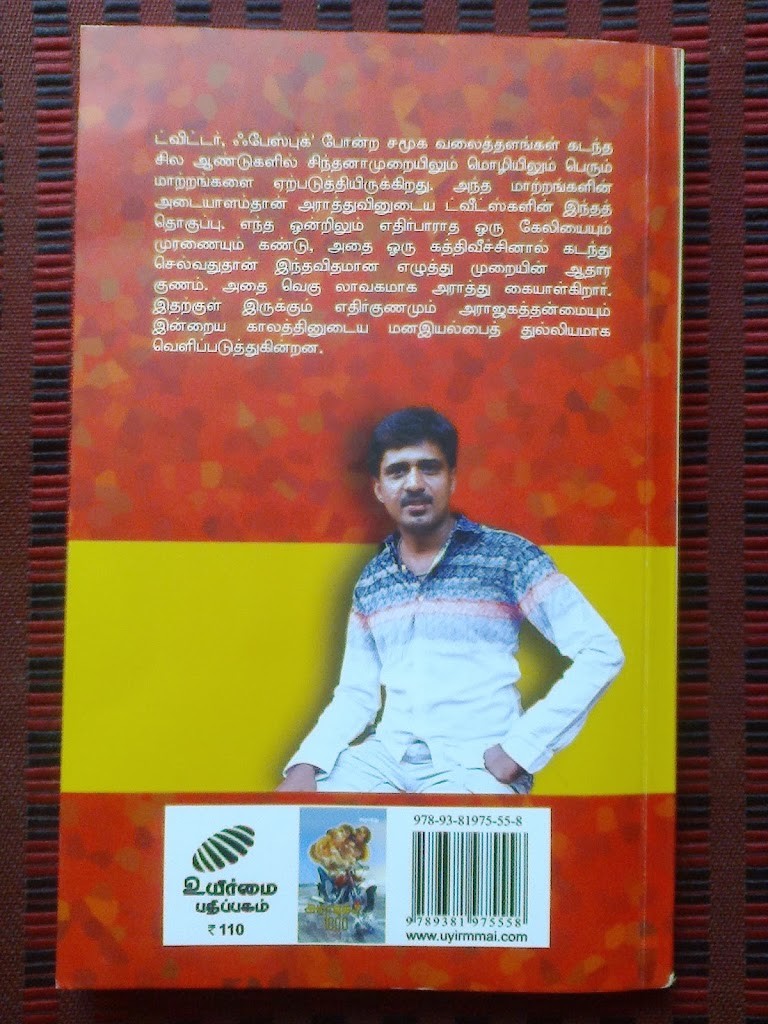 ட்விட்டர், ஃபேஸ்புக்' போன்ற சமூக வலைத்தளங்கள் கடந்த
சில ஆண்டுகளில் சிந்தனாமுறையிலும் மொழியிலும் பெரும்
மாற்றங்களை ஏற்படுத்தியிருக்கிறது. அந்த மாற்றங்களின்
அடையாளம்தான் அராத்துவினுடைய ட்வீட்ஸ்களின் இந்தத்
தொகுப்பு. எந்த ஒன்றிலும் எதிர்பாராத ஒரு கேலியையும்
முரணையும் கண்டு, அதை ஒரு கத்திவீச்சினால் கடந்து
செல்வதுதான் இந்தவிதமான எழுத்து முறையின் ஆதார
குணம். அதை வெகு லாவகமாக அராத்து கையாள்கிறார்.
இதற்குள் இருக்கும் எதிர்குணமும் அராஜகத்தன்மையும்
இன்றைய காலத்தினுடைய மனஇயல்பைத் துல்லியமாக
வெளிப்படுத்துகின்றன.
உயிர்மை
பதிப்பகம்
₹ 110
978-93-81975-55-8
9789381975558
www.uyirmmai.com